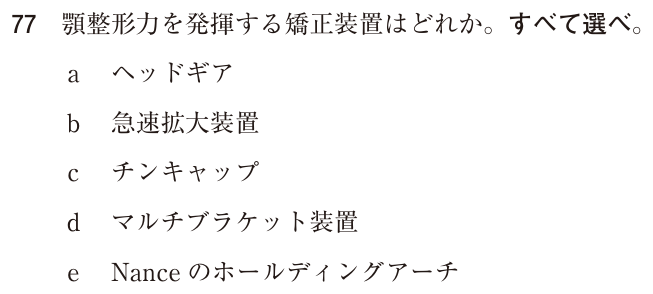 77 顎整形力を発揮する矯正装置はどれか。すべて選べ。
a ヘッドギア
b 急速拡大装置
c チンキャップ
d マルチブラケット装置
e Nance のホールディングアーチ